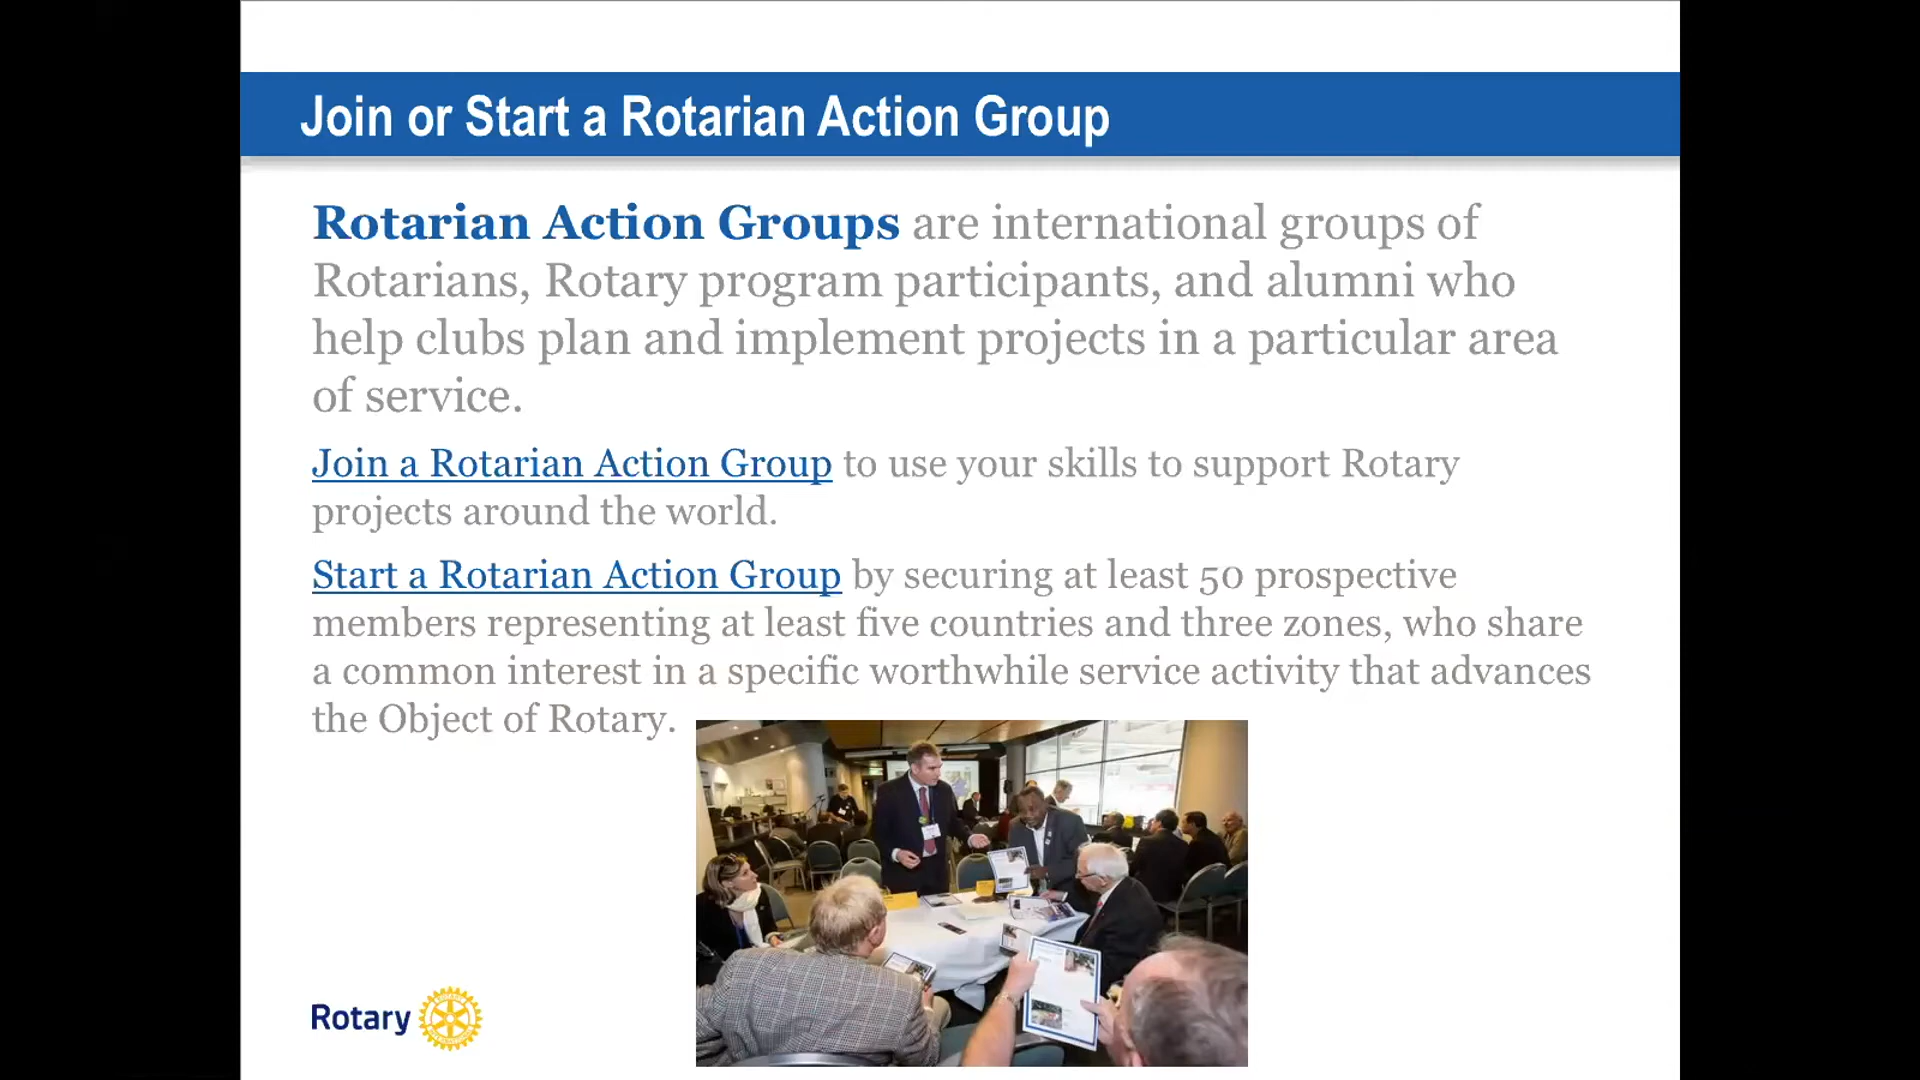 Join or Start a Rotarian Action Group
Rotarian Action Groups are international groups of
Rotarians, Rotary program participants, and alumni who
help clubs plan and implement projects in a particular area
of service.
Join a Rotarian Action Group to use your skills to support Rotary
projects around the world.
Start a Rotarian Action Group by securing at least 50 prospective
members representing at least five countries and three zones, who share
a common interest in a specific worthwhile service activity that advances
the Object of Rotary.
Rotary